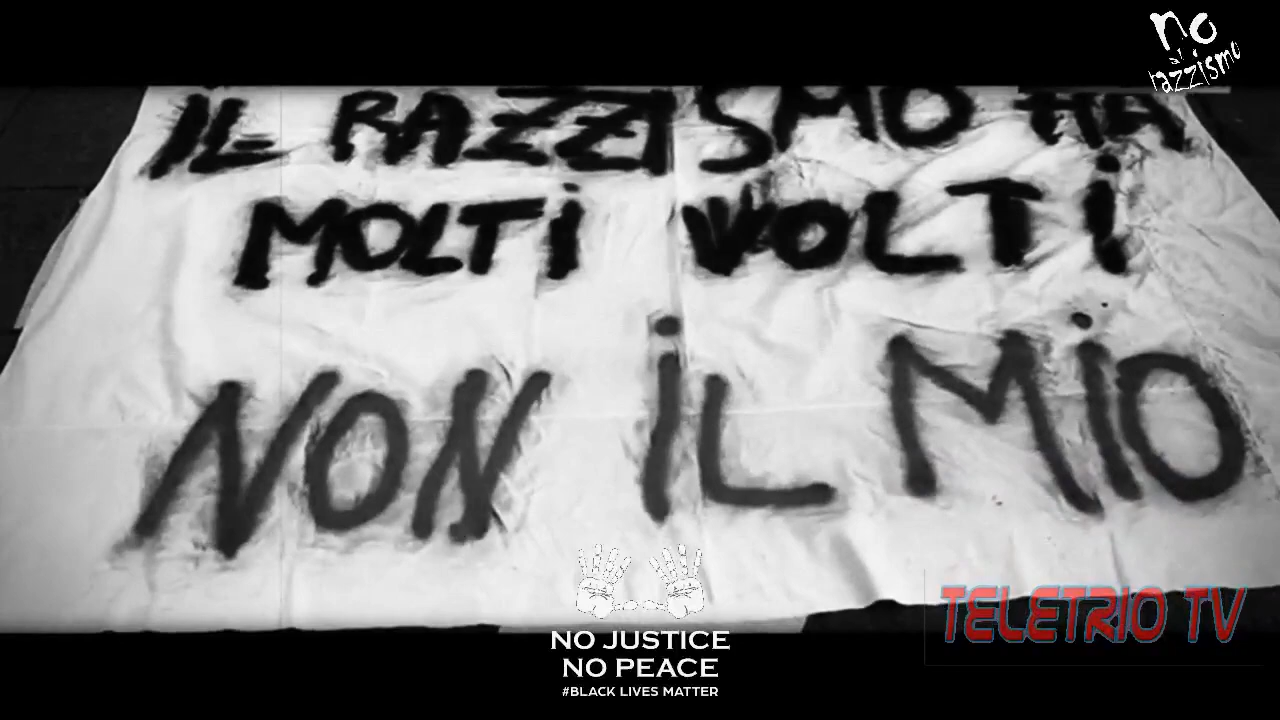 no
al
razzismo
IL RAZZISMO HA
MOLTI VOLTI
NON IL MIO
NO JUSTICE
NO PEACE
#BLACK LIVES MATTER
TELETRIO TV